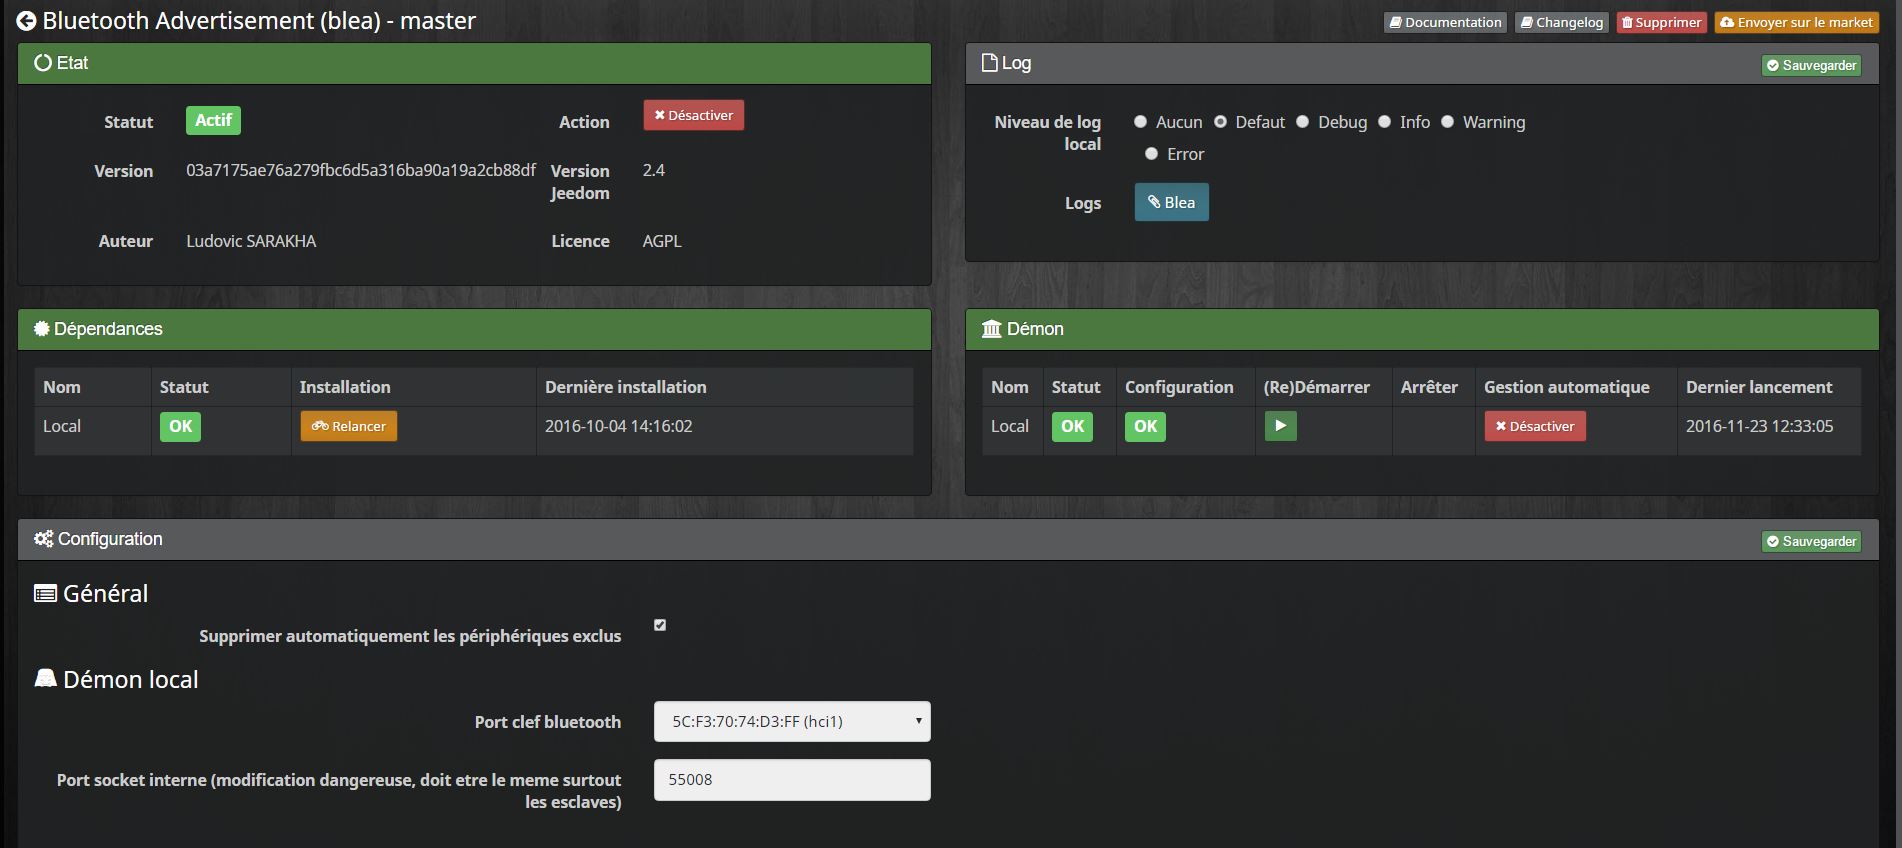 Bluetooth Advertisement (blea) - master
Documentation Changelog Supprimer Envoyer sur le market
Etat
Statut Actif Action Désactiver
Version 03a7175ae76a279fbc6d5a316ba90a19a2cb88df Version
Jeedom 2.4
Auteur Ludovic SARAKHA Licence AGPL
Log Sauvegarder
Niveau de log
local
Aucun Defaut Debug Info Warning
Error
Logs Blea
Dépendances
Nom Statut Installation Dernière installation
Local OK Relancer 2016-10-04 14:16:02
Démon
Nom Statut Configuration (Re)Démarrer Arrêter Gestion automatique Dernier lancement
Local OK OK Désactiver 2016-11-23 12:33:05
Configuration Sauvegarder
Général
Supprimer automatiquement les périphériques exclus
Démon local
Port clef bluetooth 5C:F3:70:74:D3:FF (hci1)
Port socket interne (modification dangereuse, doit etre le meme surtout
les esclaves) 55008